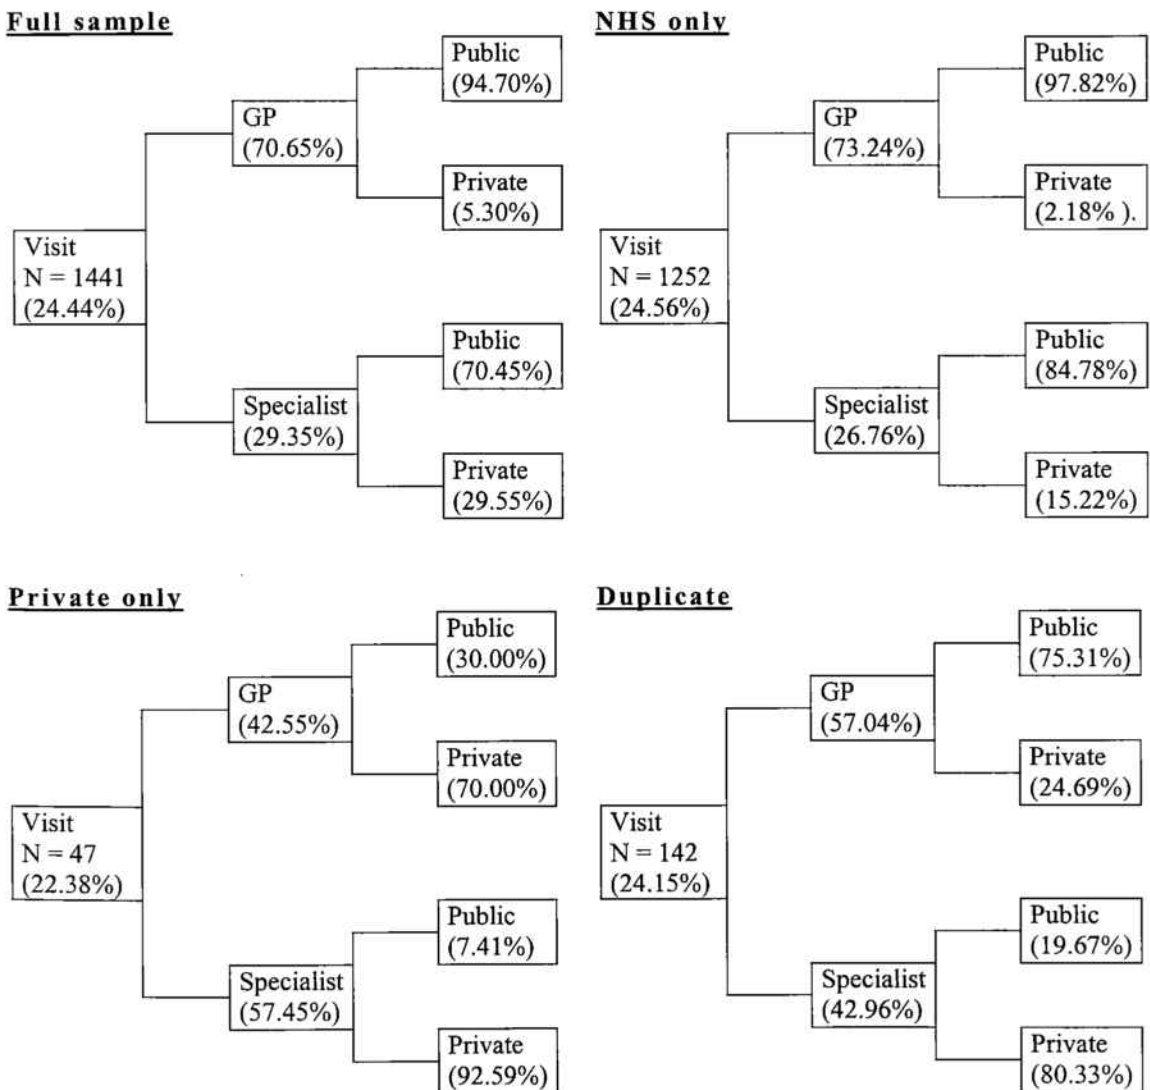 Full sample
Public
(94.70%)
GP
(70.65%)
Private
(5.30%)
Visit
N = 1441
(24.44%)
Public
(70.45%)
Specialist
(29.35%)
Private
(29.55%)
NHS only
Public
(97.82%)
GP
(73.24%)
Private
(2.18% ).
Visit
N = 1252
(24.56%)
Public
(84.78%)
Specialist
(26.76%)
Private
(15.22%)
Private only
Public
(30.00%)
GP
(42.55%)
Private
(70.00%)
Visit
N = 47
(22.38%)
Public
(7.41%)
Specialist
(57.45%)
Private
(92.59%)
Duplicate
Public
(75.31%)
GP
(57.04%)
Private
(24.69%)
Visit
N = 142
(24.15%)
Public
(19.67%)
Specialist
(42.96%)
Private
(80.33%)